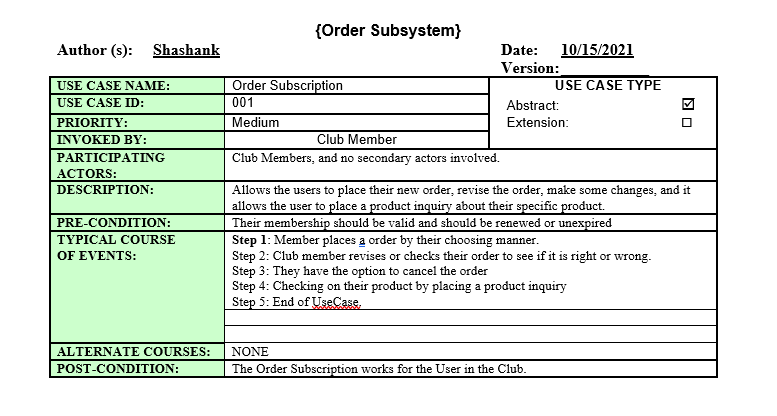 {Order Subsystem}
Author (s): Shashank Date: 10/15/2021
Version:
USE CASE NAME: Order Subscription USE CASE TYPE
USE CASE ID: 001 Abstract: ☑
PRIORITY: Medium Extension: ☐
INVOKED BY: Club Member
PARTICIPATING ACTORS: Club Members, and no secondary actors involved.
DESCRIPTION: Allows the users to place their new order, revise the order, make some changes, and it
allows the user to place a product inquiry about their specific product.
PRE-CONDITION: Their membership should be valid and should be renewed or unexpired
TYPICAL COURSE OF EVENTS: Step 1: Member places a order by their choosing manner.
Step 2: Club member revises or checks their order to see if it is right or wrong.
Step 3: They have the option to cancel the order
Step 4: Checking on their product by placing a product inquiry
Step 5: End of UseCase.
ALTERNATE COURSES: NONE
POST-CONDITION: The Order Subscription works for the User in the Club.